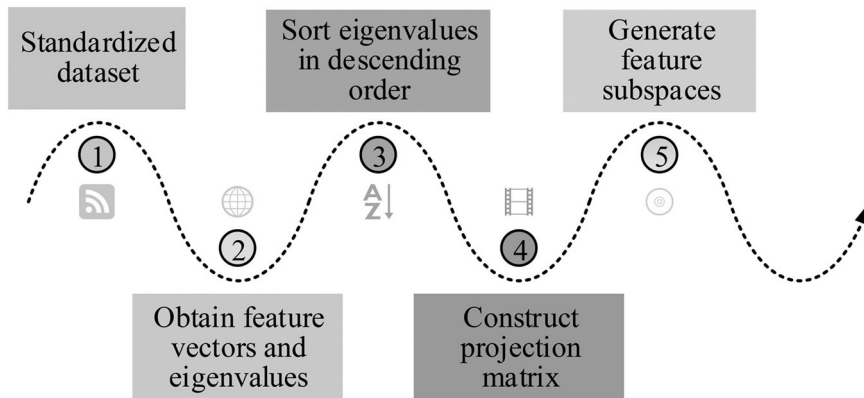 Standardized
dataset
1
Obtain feature
vectors and
eigenvalues
2
Sort eigenvalues
in descending
order
3
A
Z
Construct
projection
matrix
4
Generate
feature
subspaces
5